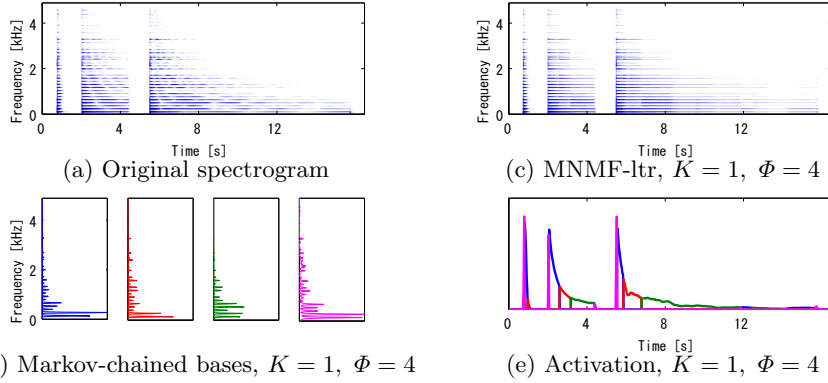 Frequency [kHz]
4
2
0
0 4 8 12
Time [s]
(a) Original spectrogram
Frequency [kHz]
4
2
0
0 4 8 12
Time [s]
(c) MNMF-ltr, K = 1, Φ = 4
Frequency [kHz]
4
2
0
) Markov-chained bases, K = 1, Φ = 4
0 4 8 12
Time [s]
(e) Activation, K = 1, Φ = 4